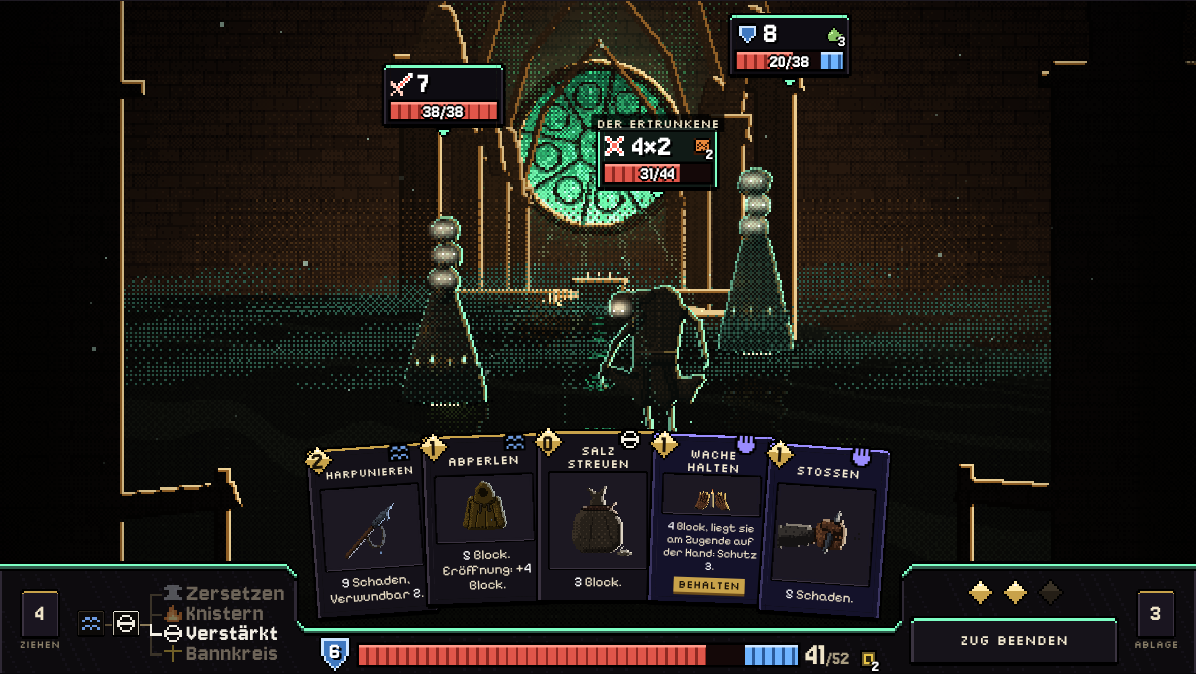 8
3
20/38
7
38/38
DER ERTRUNKENE
4×2
2
31/44
2
HARPUNIEREN
9 Schaden.
Verwundbar 2.
1
ABPERLEN
8 Block.
Eröffnung: +4
Block.
0
SALZ
STREUEN
3 Block.
1
WACHE
HALTEN
4 Block, liegt sie
am Zugende auf
der Hand: Schutz
3.
BEHALTEN
1
STOSSEN
8 Schaden.
4
ZIEHEN
Zersetzen
Knistern
Verstärkt
Bannkreis
6
41/52
2
ZUG BEENDEN
3
ABLAGE